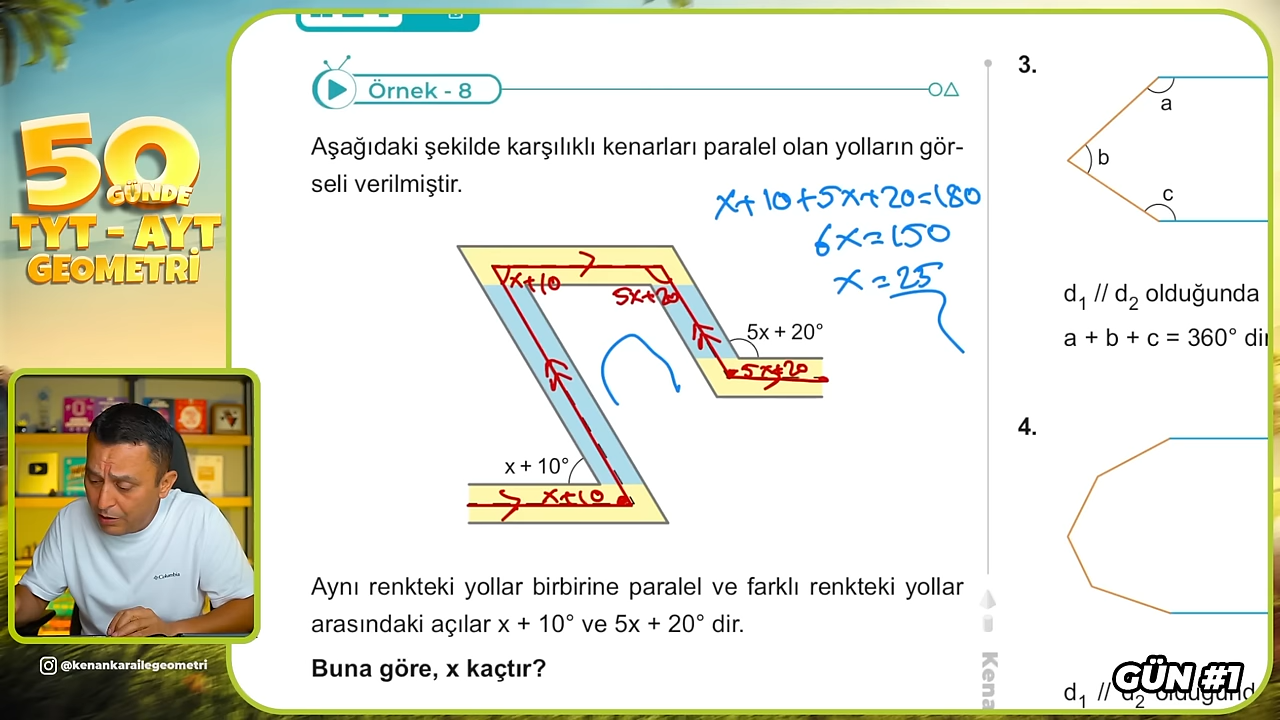 50
GÜNDE
TYT - AYT
GEOMETRİ
@kenankarailegeometri
Örnek - 8
Aşağıdaki şekilde karşılıklı kenarları paralel olan yolların gör-
seli verilmiştir.
x+10+5x+20=180
6x=150
x=25
x+10
5x+20
5x + 20°
5x+20
x + 10°
x+10
Aynı renkteki yollar birbirine paralel ve farklı renkteki yollar
arasındaki açılar x + 10° ve 5x + 20° dir.
Buna göre, x kaçtır?
3.
a
b
c
d₁ // d₂ olduğunda
a + b + c = 360° di
4.
d₁ // d₂ olduğund
Kena
GÜN #1
Columbia